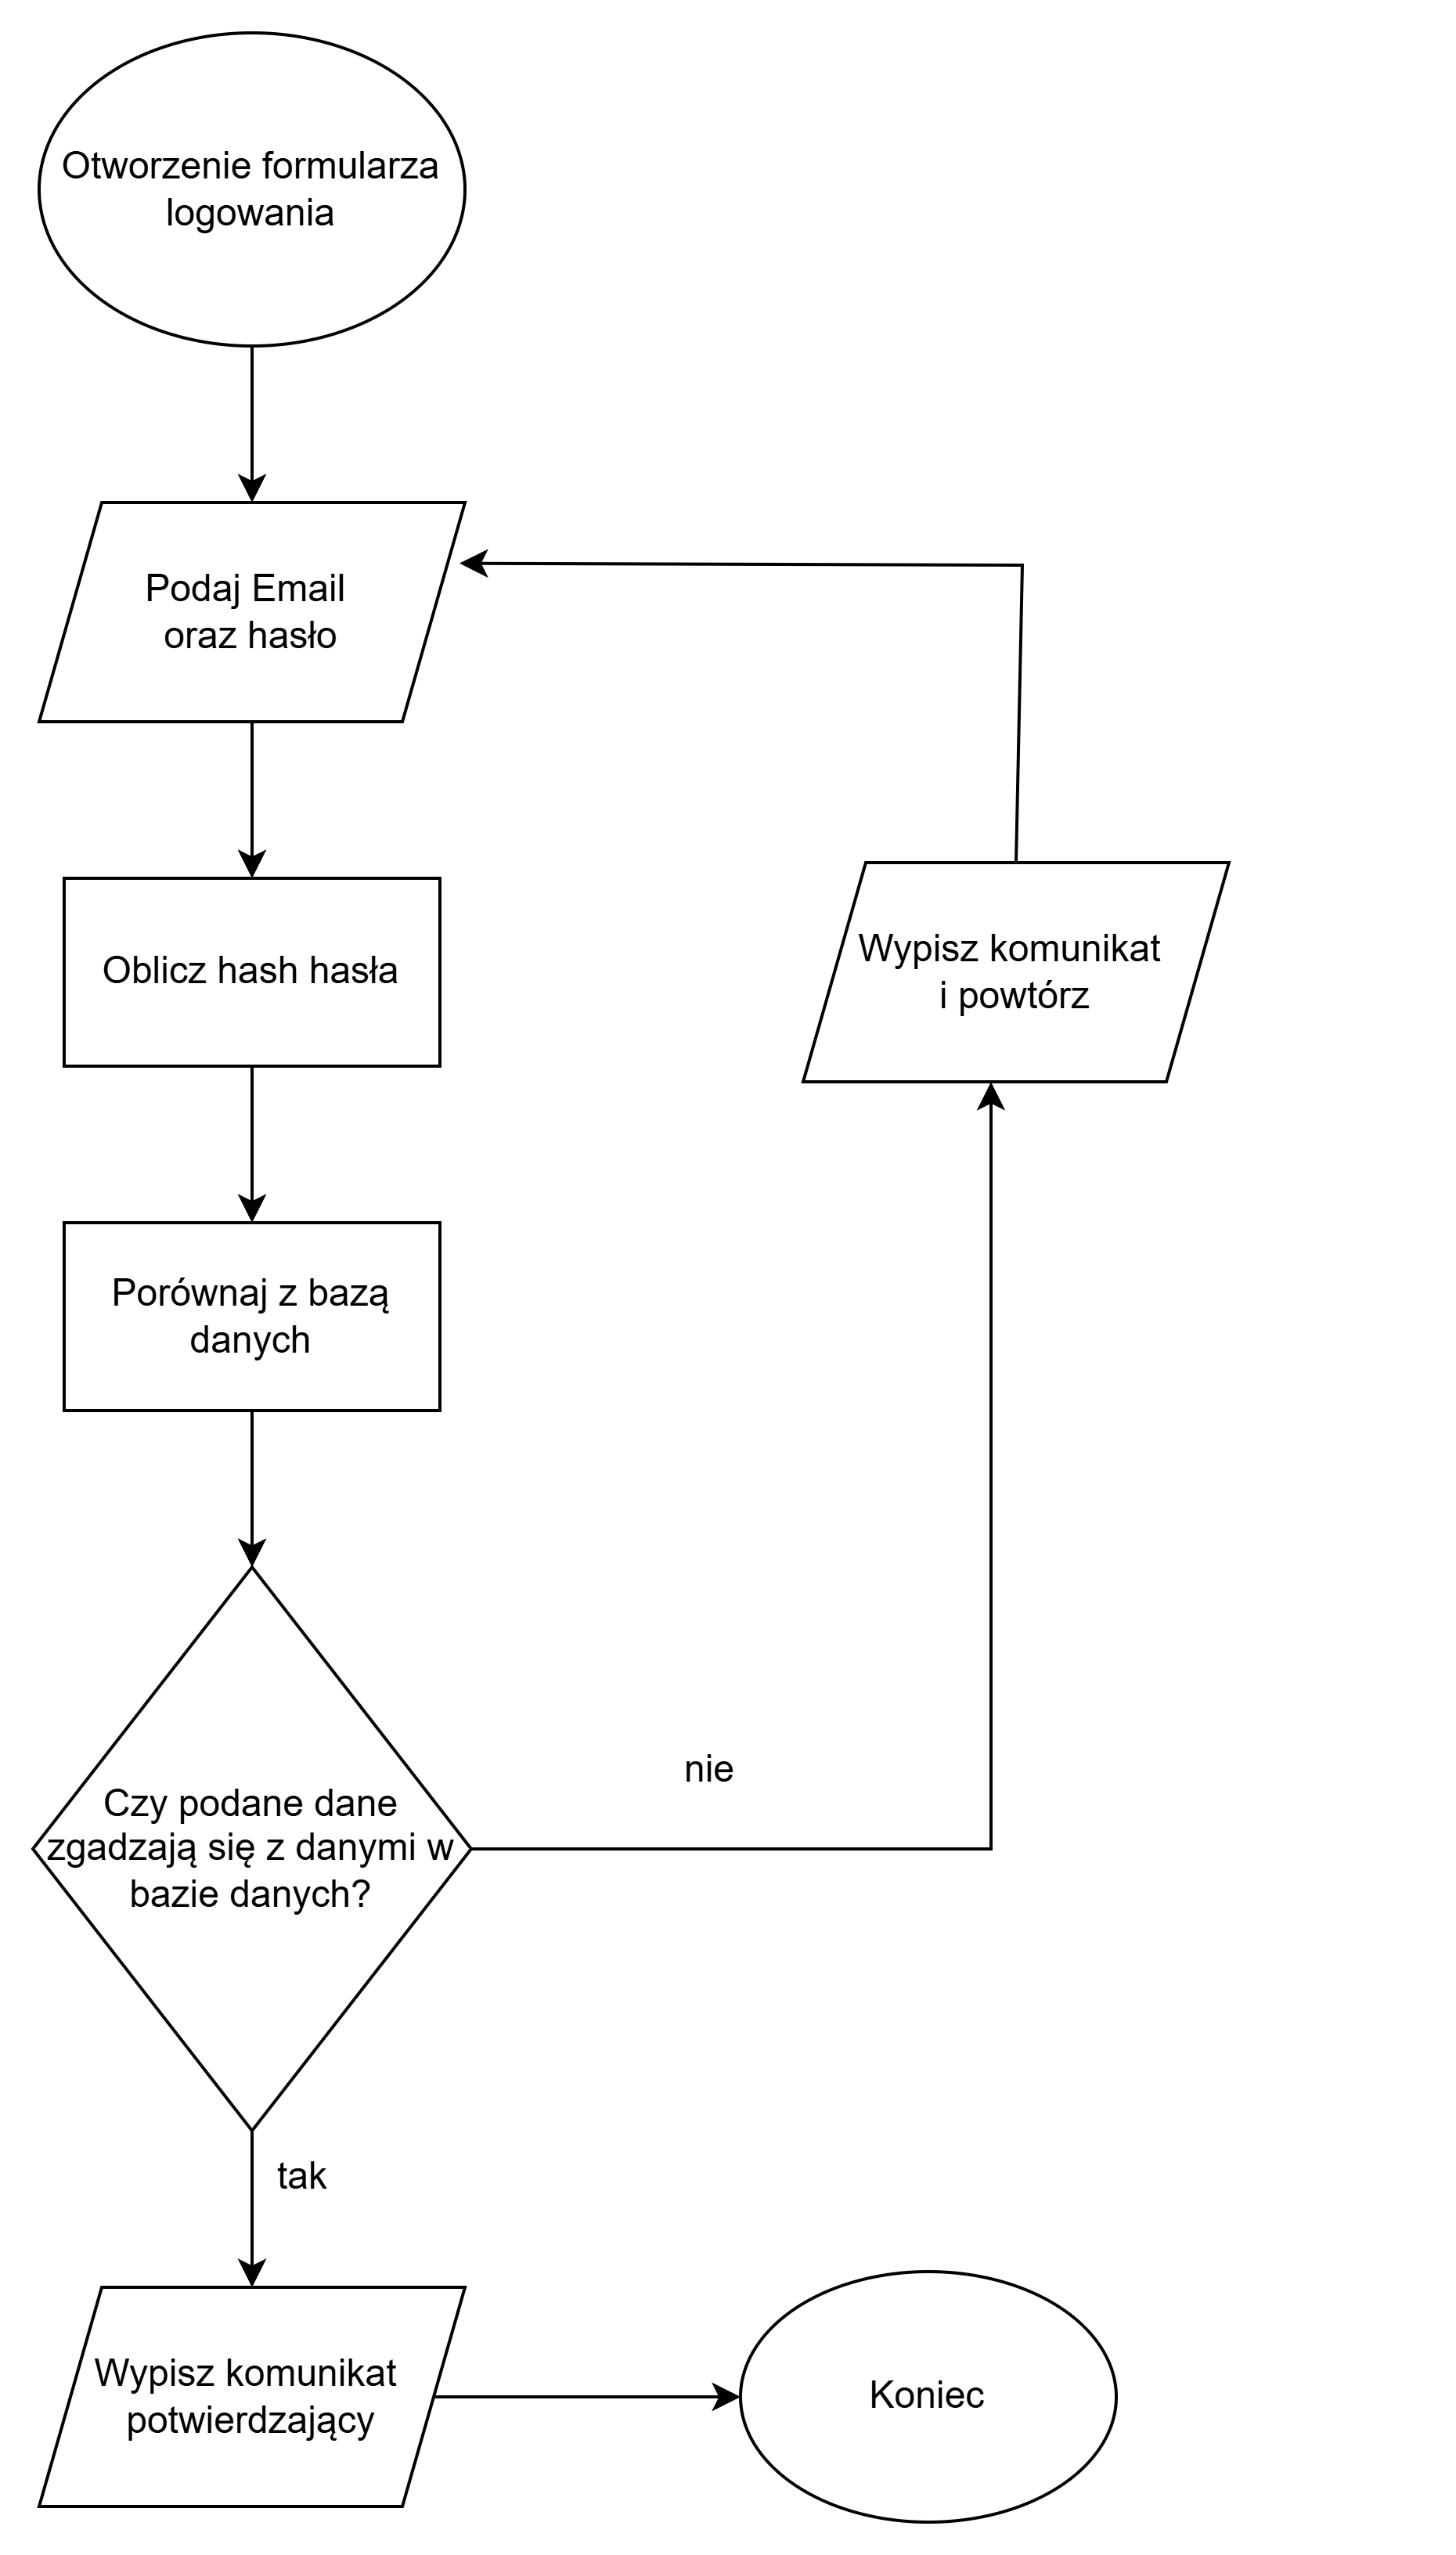 Otworzenie formularza
logowania
Podaj Email
oraz hasło
Oblicz hash hasła
Wypisz komunikat
i powtórz
Porównaj z bazą
danych
nie
Czy podane dane
zgadzają się z danymi w
bazie danych?
tak
Wypisz komunikat
potwierdzający
Koniec